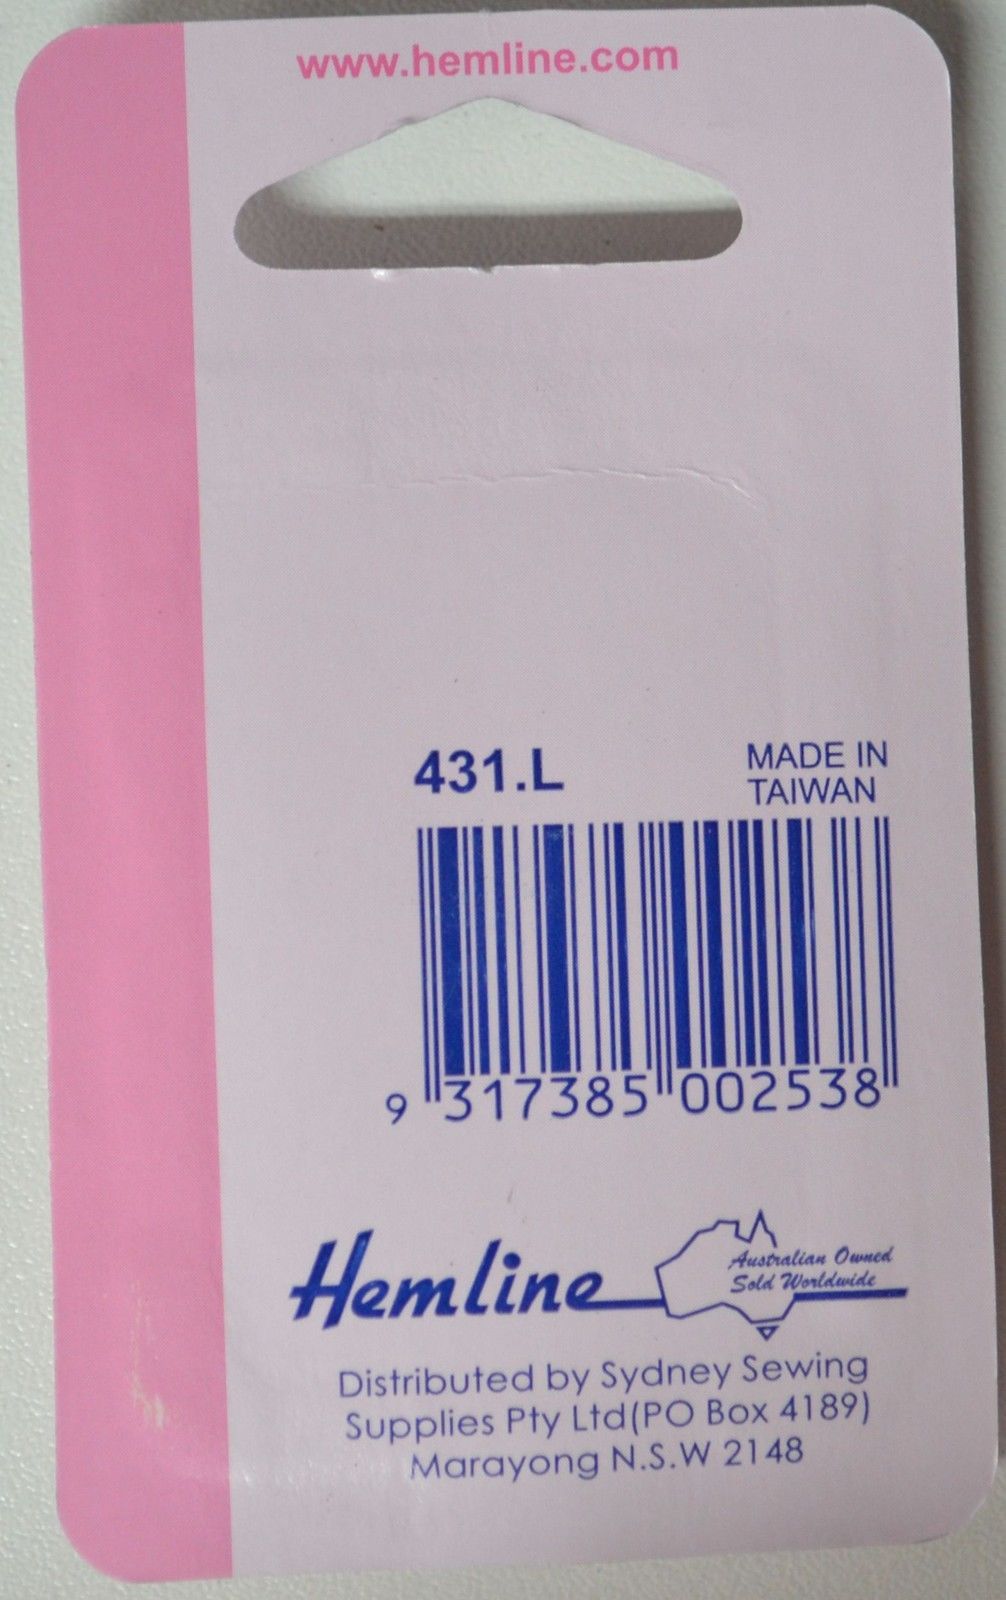 www.hemline.com
431.L
MADE IN
TAIWAN
9 317385 002538
Hemline
Australian Owned
Sold Worldwide
Distributed by Sydney Sewing
Supplies Pty Ltd(PO Box 4189)
Marayong N.S.W 2148